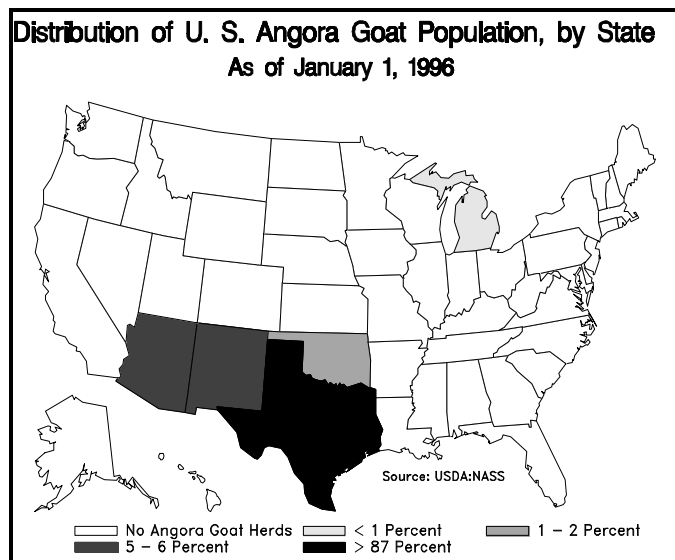 Distribution of U. S. Angora Goat Population, by State
As of January 1, 1996
Source: USDA:NASS
No Angora Goat Herds
< 1 Percent
1 – 2 Percent
5 – 6 Percent
> 87 Percent